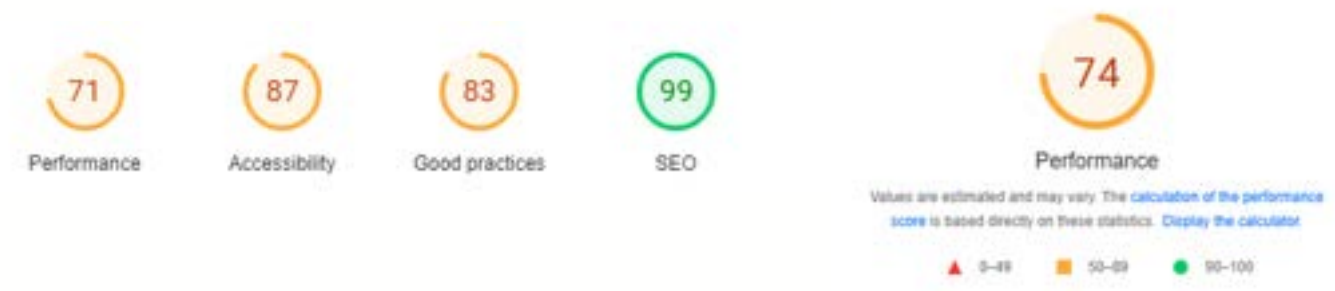 71
Performance
87
Accessibility
83
Good practices
99
SEO
74
Performance
Values are estimated and may vary. The calculation of the performance
score is based directly on these statistics. Display the calculator.
0–49
50–89
90–100